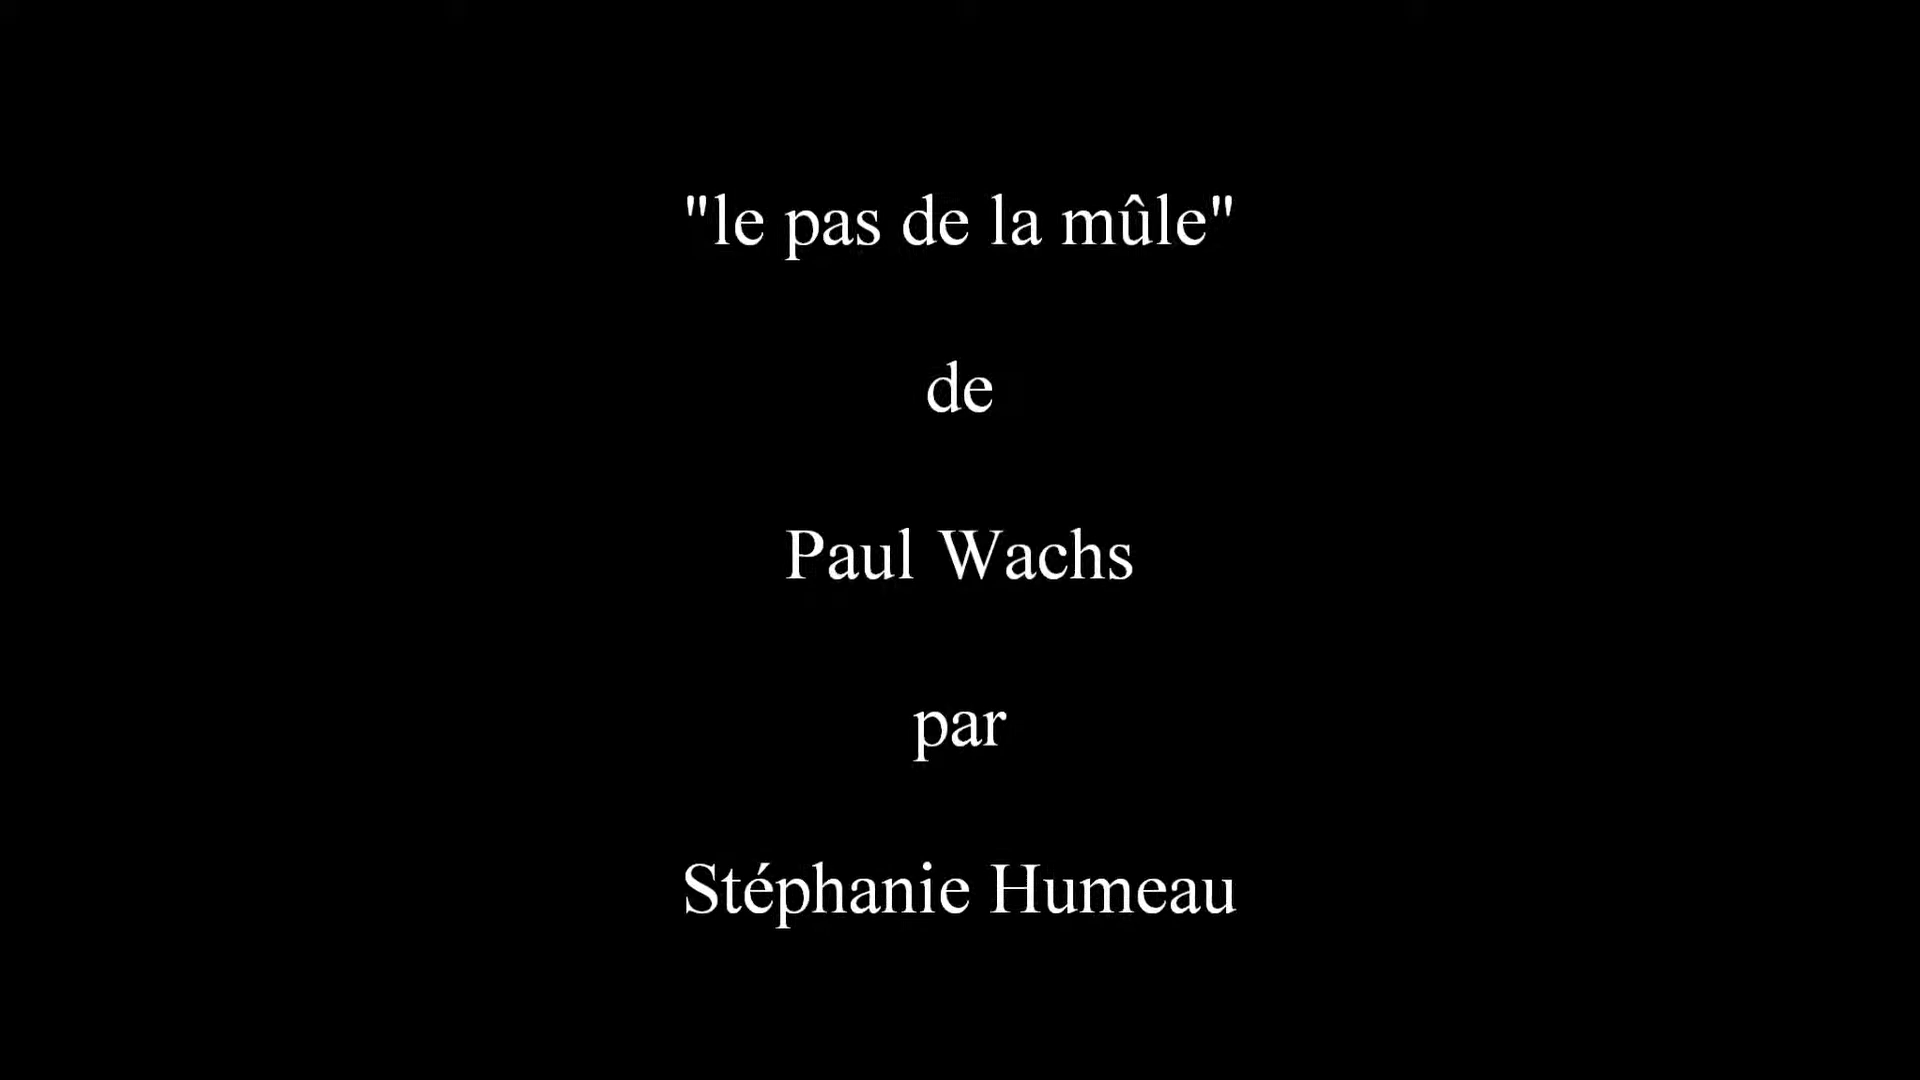 "le pas de la mûle"
de
Paul Wachs
par
Stéphanie Humeau